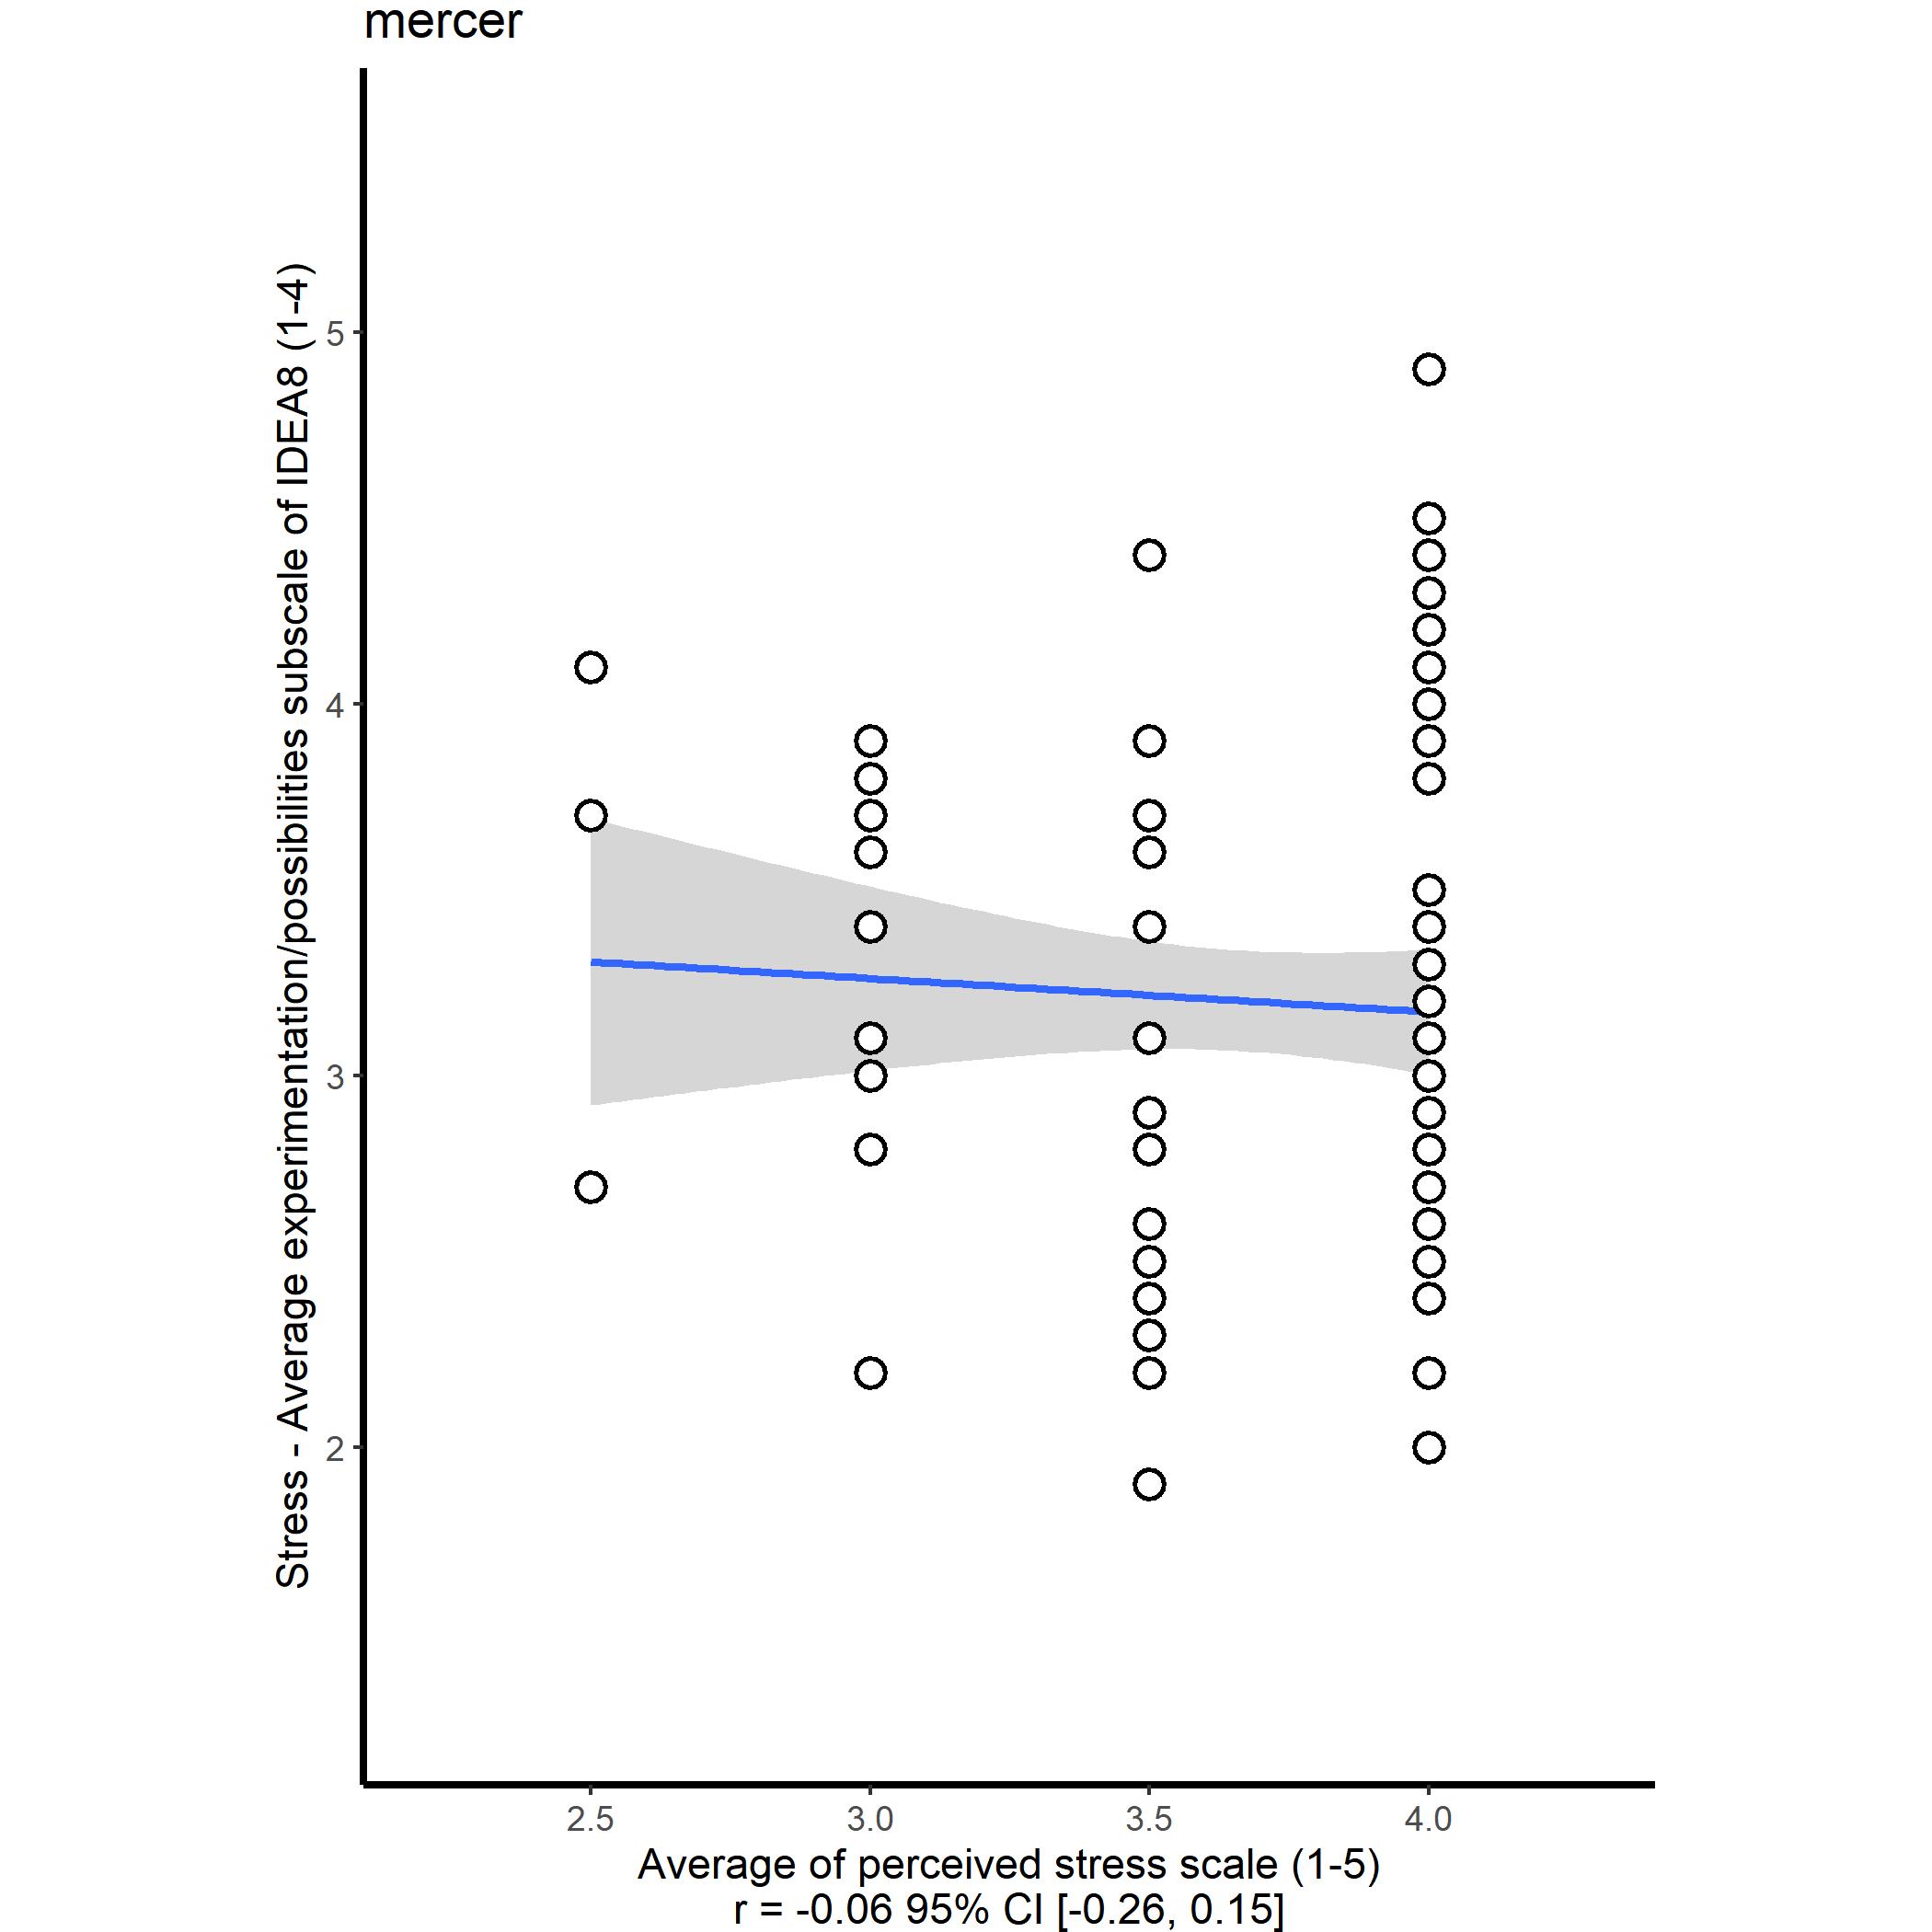 mercer
Stress - Average experimentation/possibilities subscale of IDEA8 (1-4)
5
4
3
2
2.5 3.0 3.5 4.0
Average of perceived stress scale (1-5)
r = -0.06 95% CI [-0.26, 0.15]